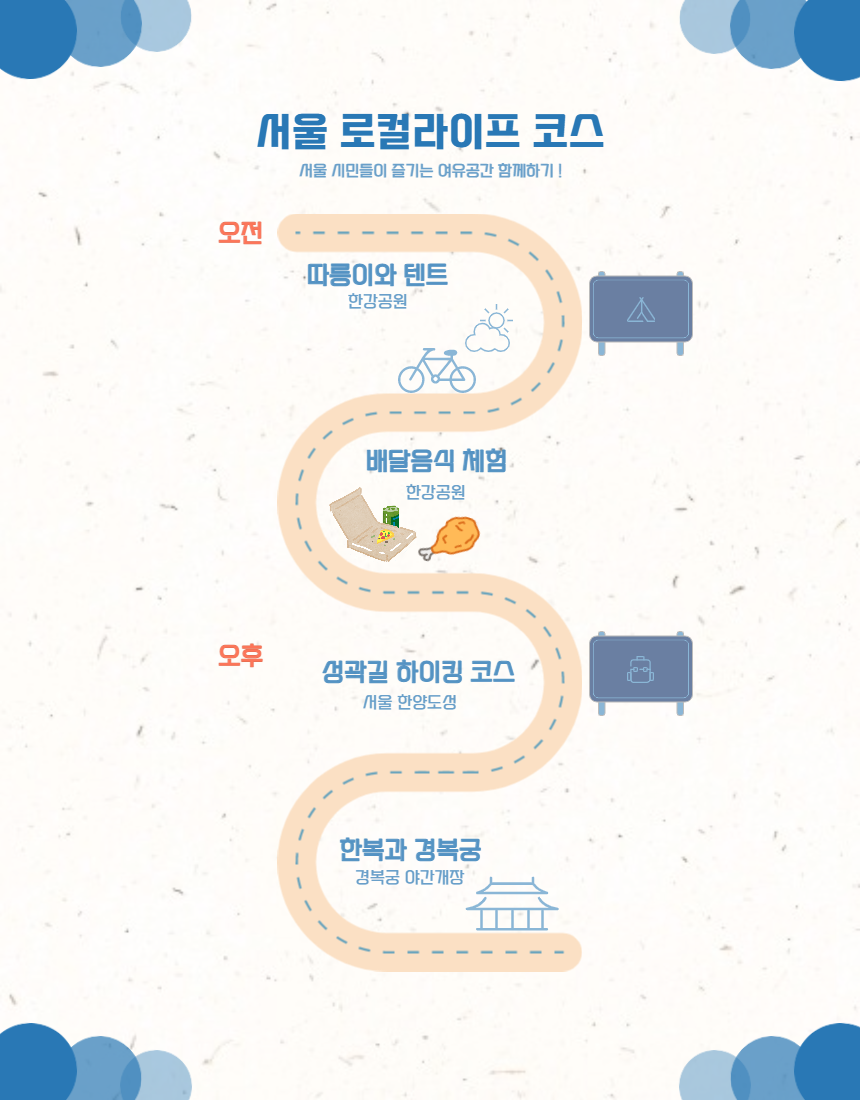 서울 로컬라이프 코스
서울 시민들이 즐기는 여유공간 함께하기 !
오전
따릉이와 텐트
한강공원
배달음식 체험
한강공원
오후
성곽길 하이킹 코스
서울 한양도성
한복과 경복궁
경복궁 야간개장